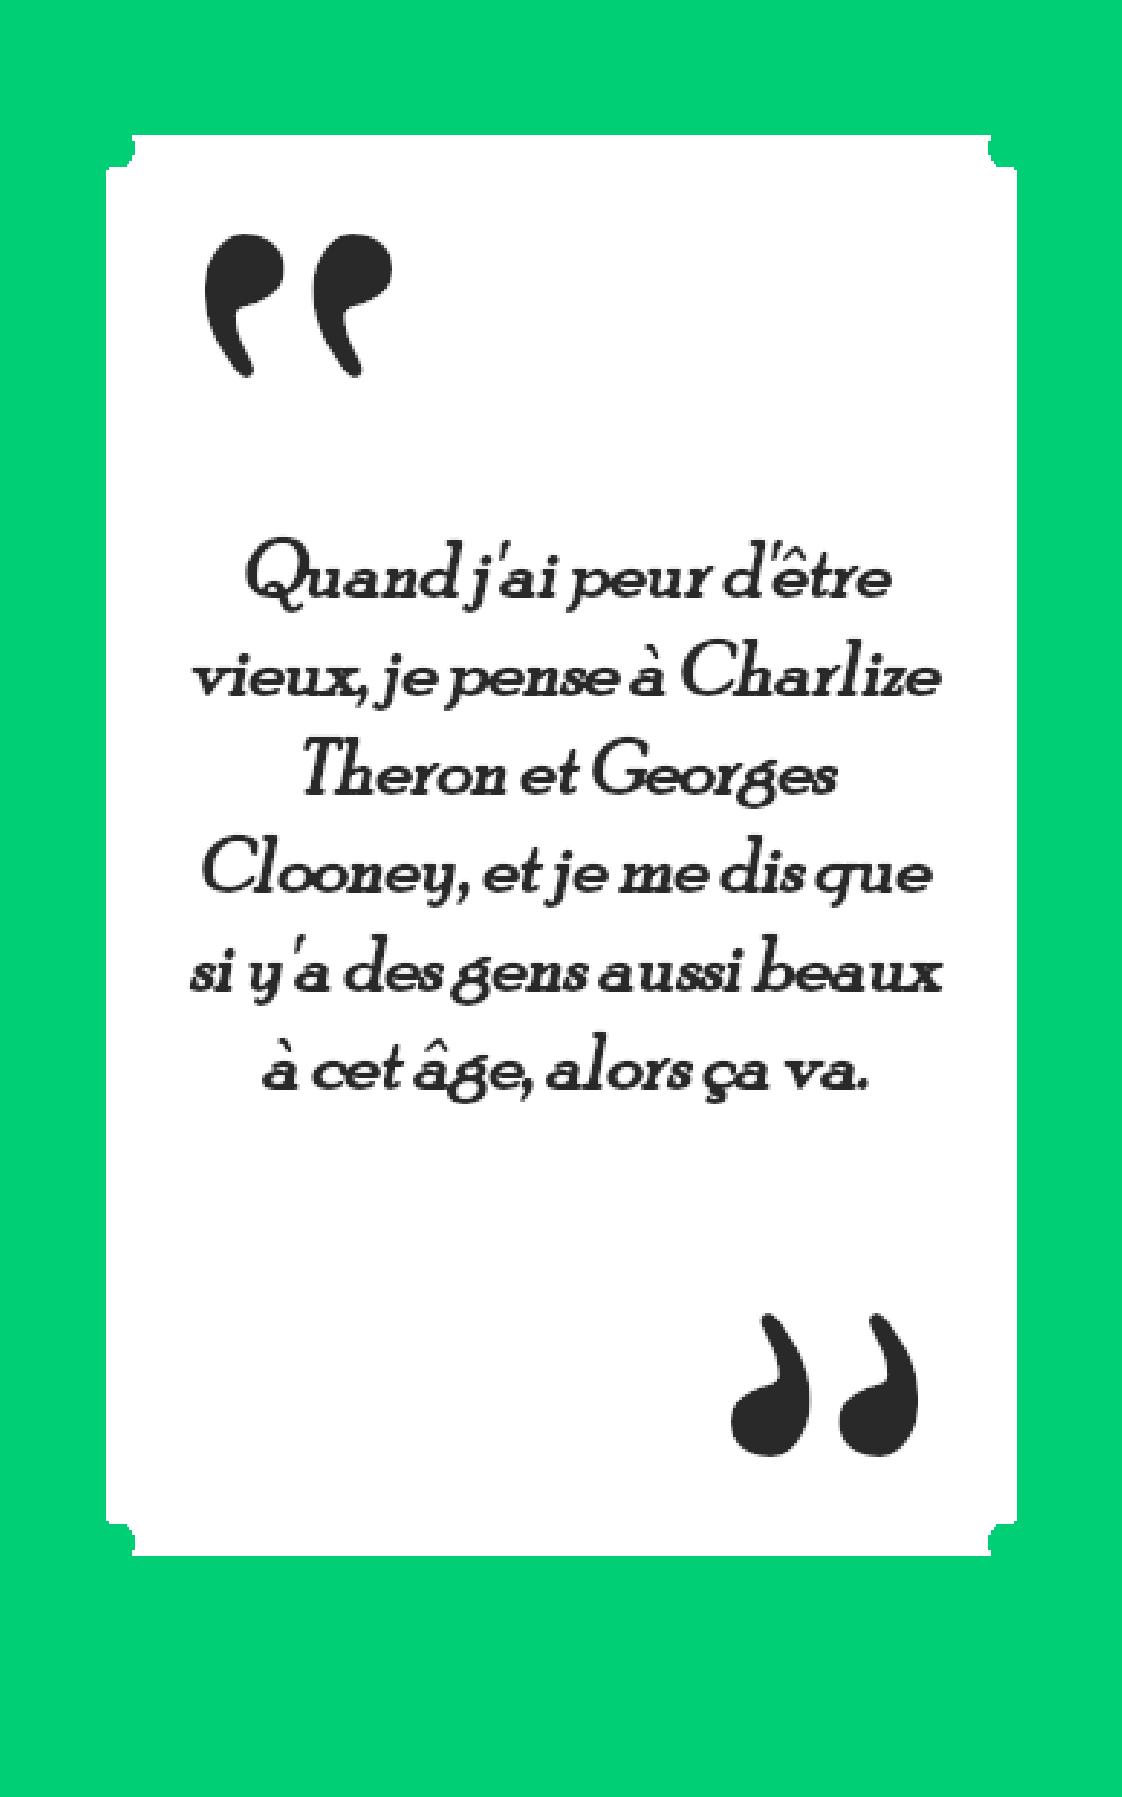 Quand j'ai peur d'être
vieux, je pense à Charlize
Theron et Georges
Clooney, et je me dis que
si y'a des gens aussi beaux
à cet âge, alors ça va.